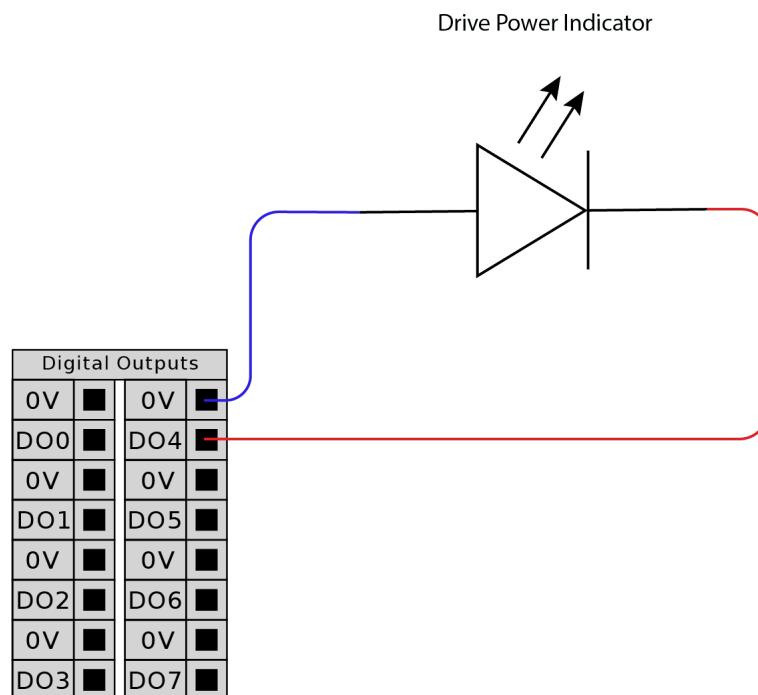 Drive Power Indicator
Digital Outputs
0V 0V
DO0 DO4
0V 0V
DO1 DO5
0V 0V
DO2 DO6
0V 0V
DO3 DO7